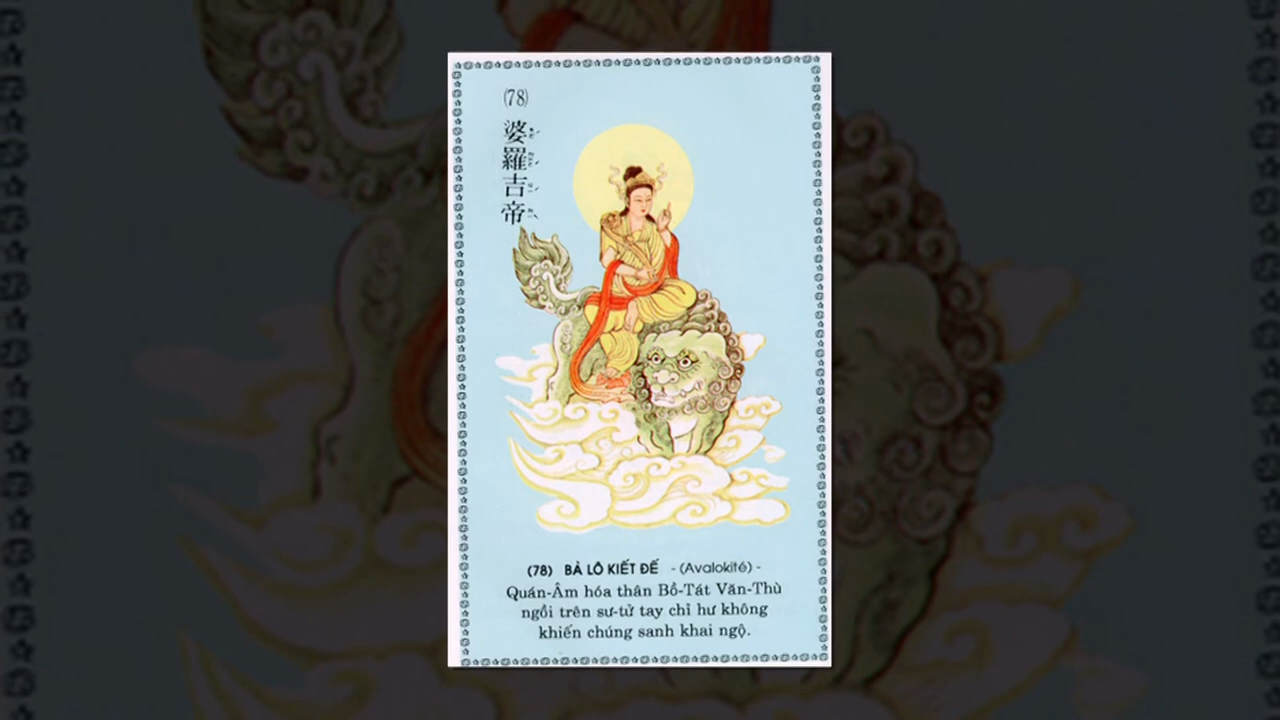 (78)
婆羅吉帝
(78) BẢ LÔ KIẾT ĐẾ - (Avalokité) -
Quán-Âm hóa thân Bồ-Tát Văn-Thù
ngồi trên sư-tử tay chỉ hư không
khiến chúng sanh khai ngộ.